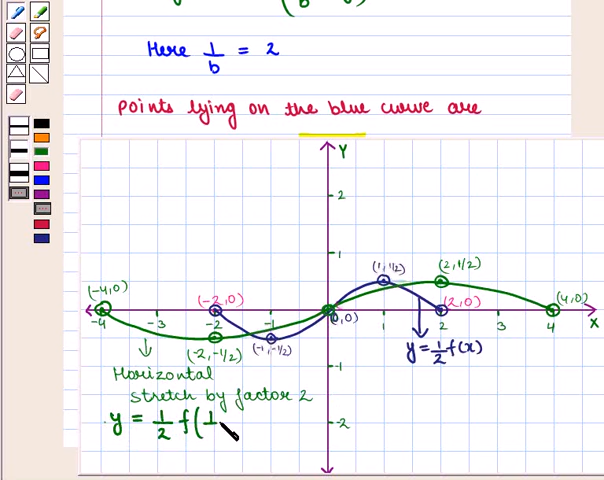 Here 1/b = 2
points lying on the blue curve are
Y
2
1
(1, 1/2)
(2, 1/2)
(-4,0)
(-2,0)
(0,0)
(2,0)
(4,0)
-4 -3 -2 -1 1 2 3 4 X
(-2, -1/2)
(-1, -1/2)
y = 1/2 f(x)
-1
Horizontal
stretch by factor 2
y = 1/2 f(1
-2